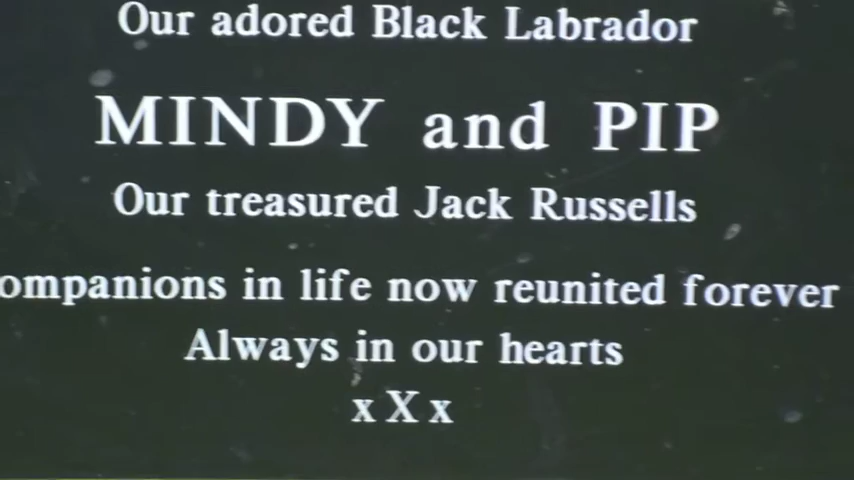 Our adored Black Labrador
MINDY and PIP
Our treasured Jack Russells
ompanions in life now reunited forever
Always in our hearts
xXx